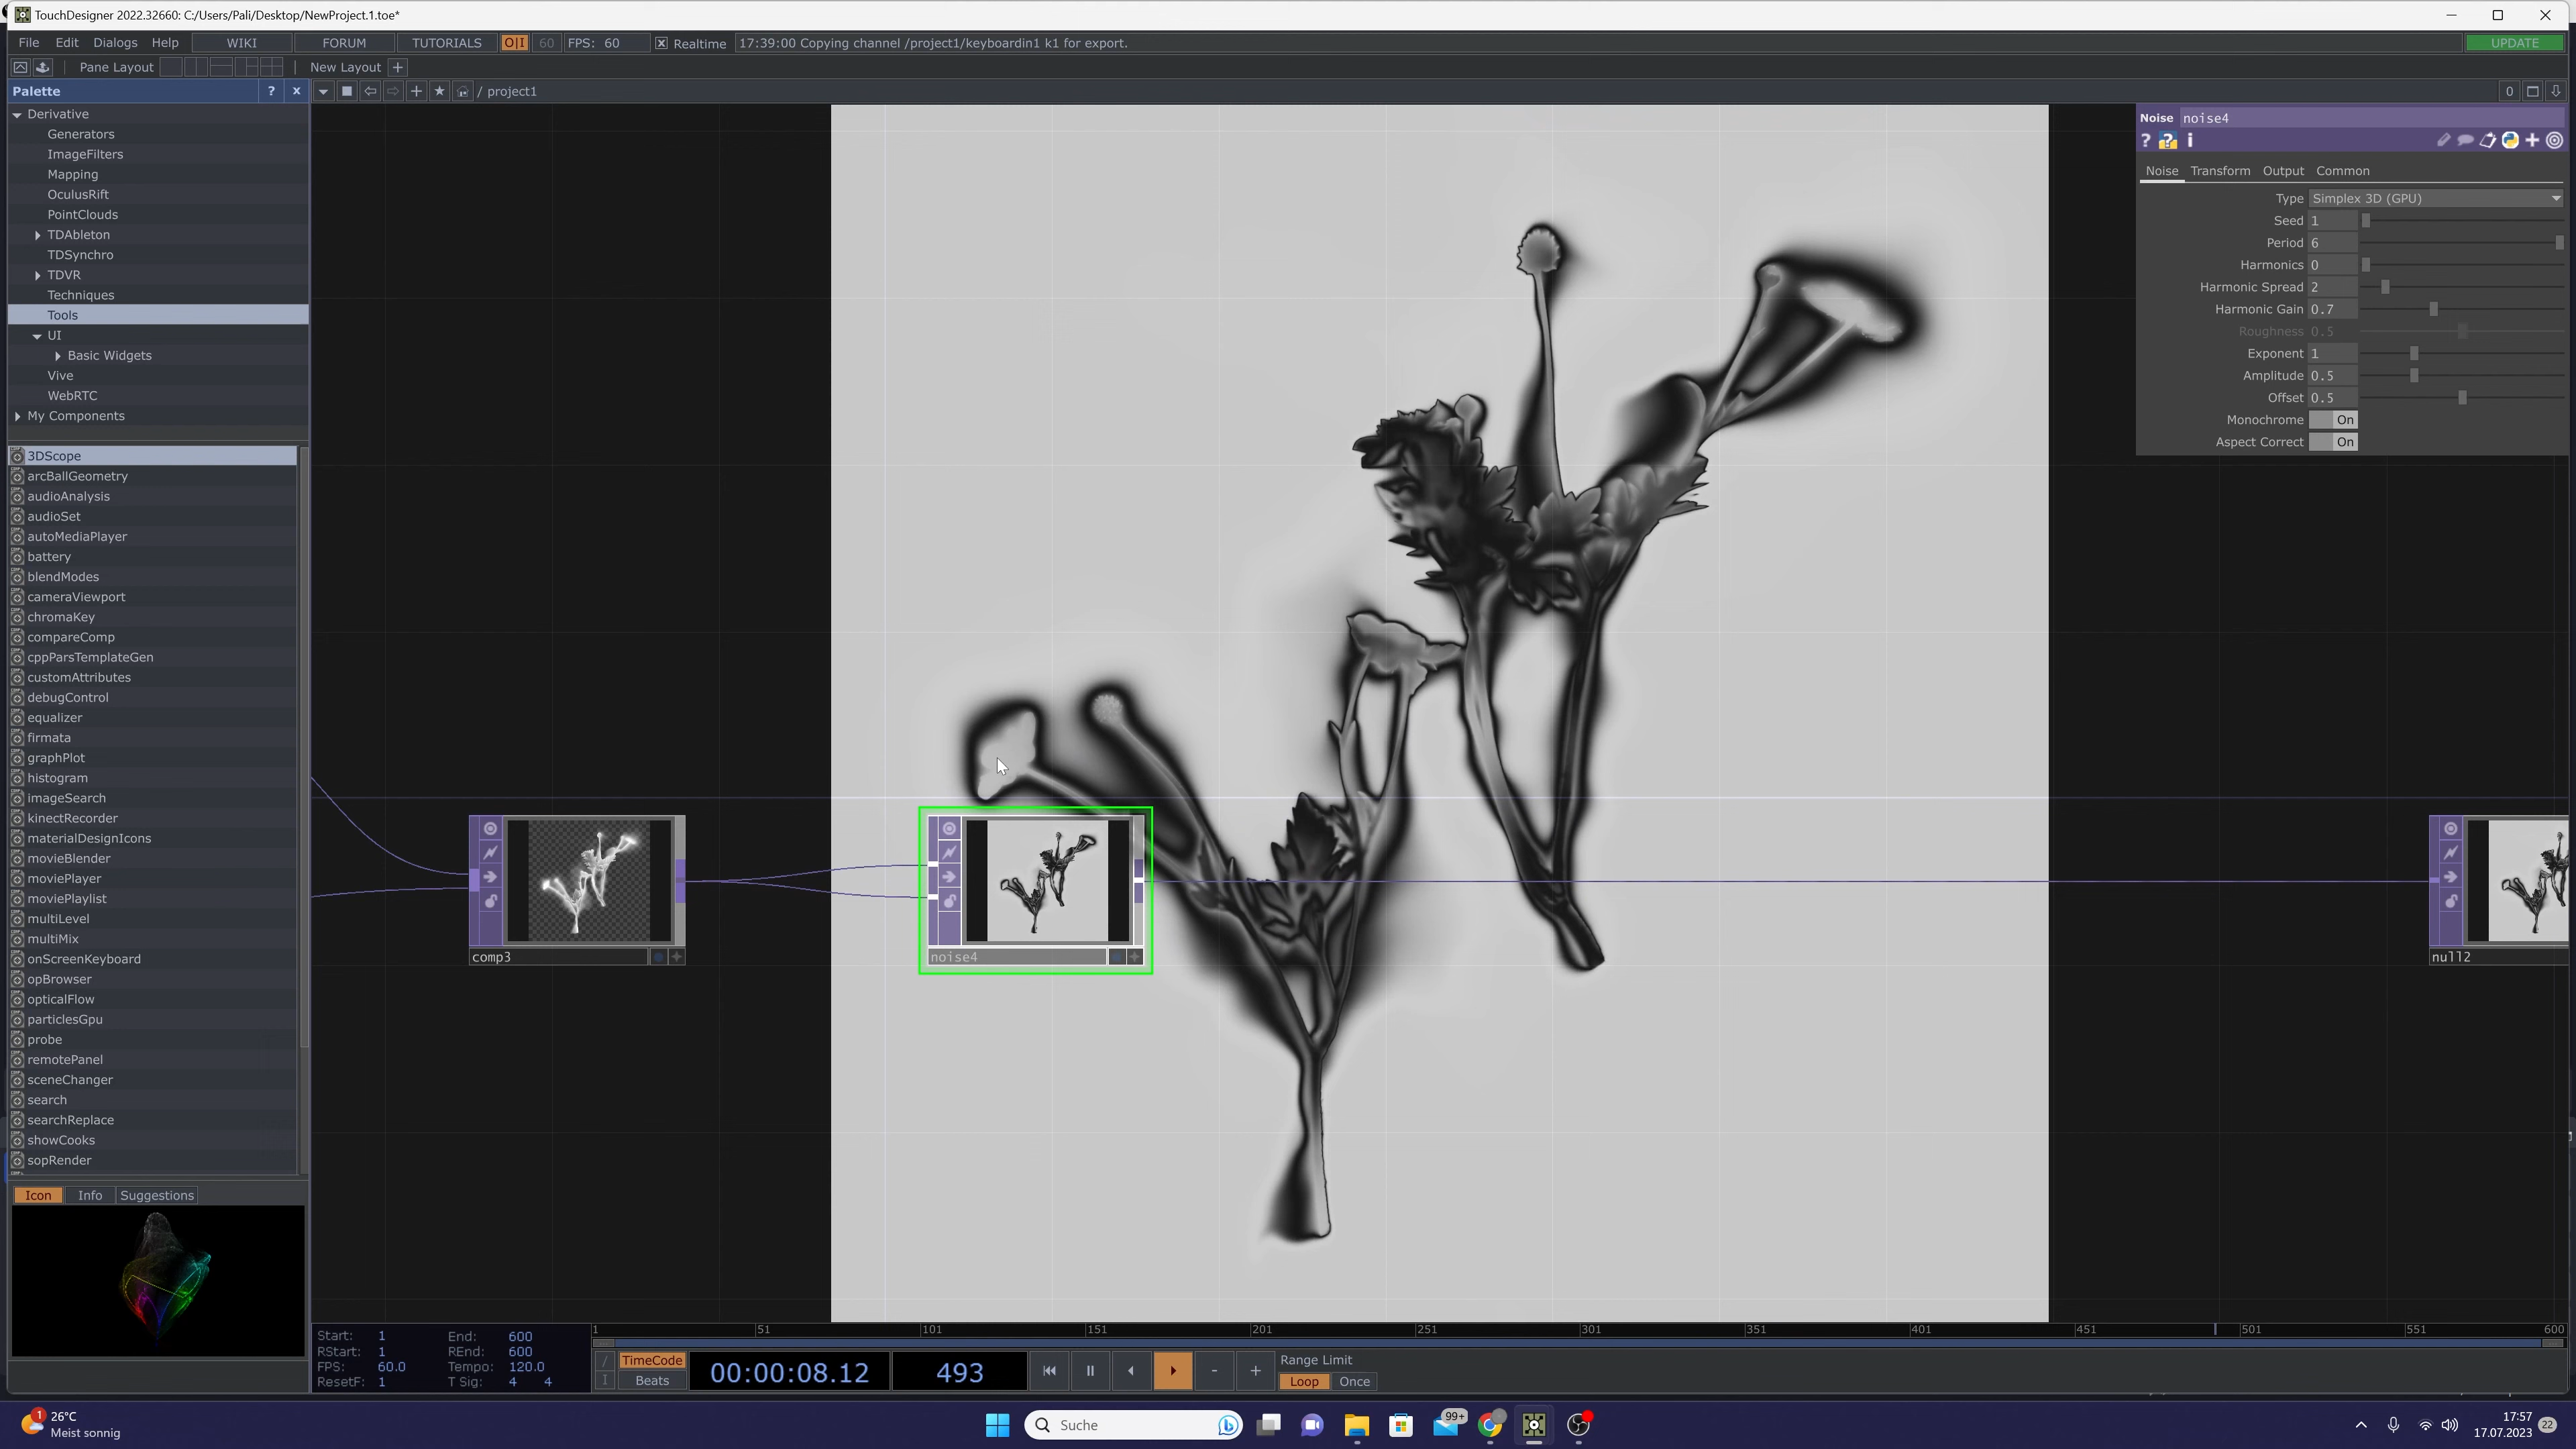 TouchDesigner 2022.32660: C:/Users/Pali/Desktop/NewProject.1.toe*
File Edit Dialogs Help WIKI FORUM TUTORIALS O|I 60 FPS: 60 Realtime 17:39:00 Copying channel /project1/keyboardin1 k1 for export. UPDATE
Pane Layout New Layout +
Palette ? x / project1 0
Derivative
Generators
ImageFilters
Mapping
OculusRift
PointClouds
TDAbleton
TDSynchro
TDVR
Techniques
Tools
UI
Basic Widgets
Vive
WebRTC
My Components
3DScope
arcBallGeometry
audioAnalysis
audioSet
autoMediaPlayer
battery
blendModes
cameraViewport
chromaKey
compareComp
cppParsTemplateGen
customAttributes
debugControl
equalizer
firmata
graphPlot
histogram
imageSearch
kinectRecorder
materialDesignIcons
movieBlender
moviePlayer
moviePlaylist
multiLevel
multiMix
onScreenKeyboard
opBrowser
opticalFlow
particlesGpu
probe
remotePanel
sceneChanger
search
searchReplace
showCooks
sopRender
Icon Info Suggestions
comp3
noise4
null2
Noise noise4
? ? i
Noise Transform Output Common
Type Simplex 3D (GPU)
Seed 1
Period 6
Harmonics 0
Harmonic Spread 2
Harmonic Gain 0.7
Roughness 0.5
Exponent 1
Amplitude 0.5
Offset 0.5
Monochrome On
Aspect Correct On
1 51 101 151 201 251 301 351 401 451 501 551 600
Start: 1 End: 600
RStart: 1 REnd: 600
FPS: 60.0 Tempo: 120.0
ResetF: 1 T Sig: 4 4
TimeCode
Beats
00:00:08.12 493
- +
Range Limit
Loop Once
1
26°C
Meist sonnig
Suche
99+
17:57
17.07.2023
22